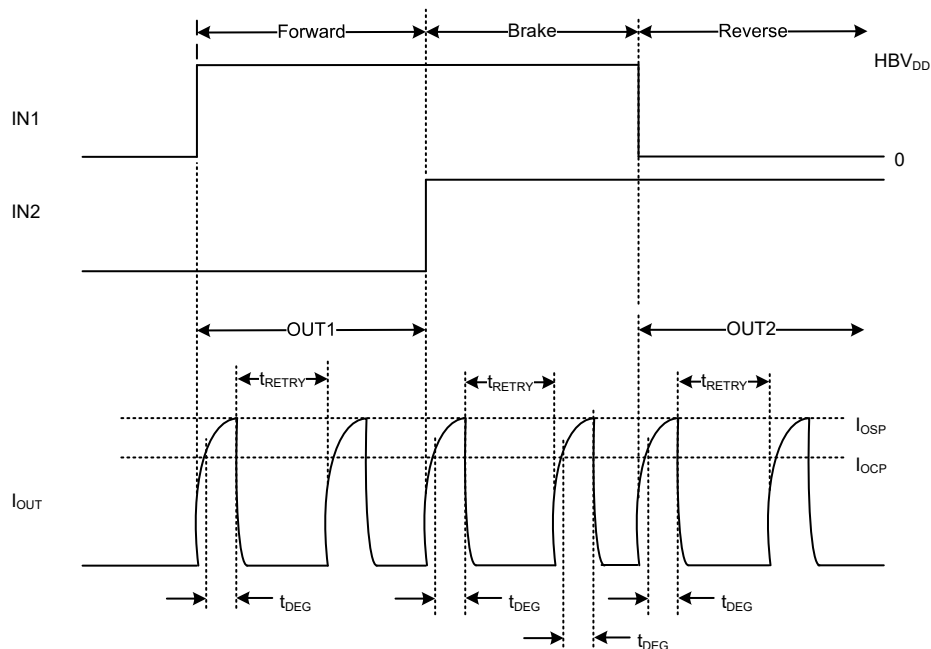 Forward
Brake
Reverse
HBVDD
IN1
0
IN2
OUT1
OUT2
tRETRY
tRETRY
tRETRY
IOSP
IOCP
IOUT
tDEG
tDEG
tDEG
tDEG